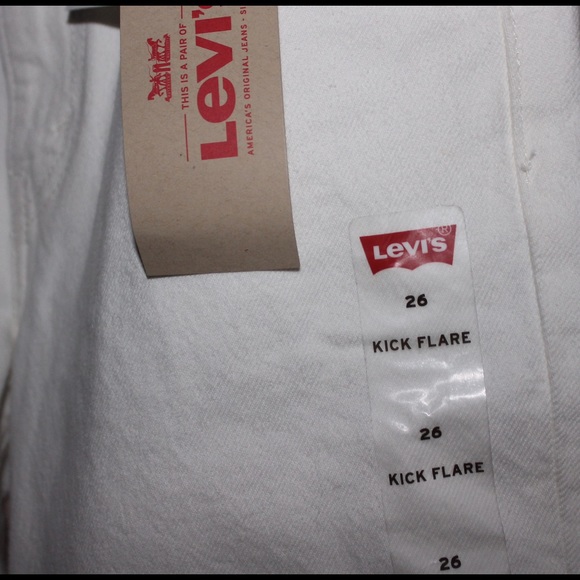 THIS IS A PAIR OF
Levi's
AMERICA'S ORIGINAL JEANS
Levi's®
26
KICK FLARE
26
KICK FLARE
26